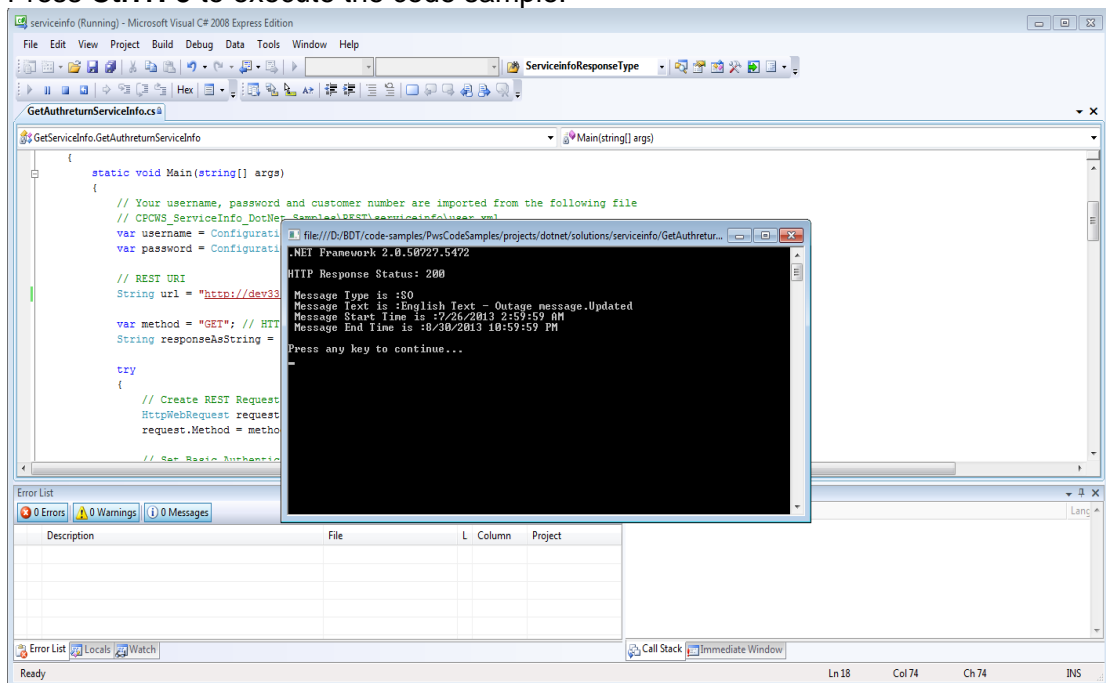 serviceinfo (Running) - Microsoft Visual C# 2008 Express Edition
File Edit View Project Build Debug Data Tools Window Help
ServiceinfoResponseType
Hex
GetAuthreturnServiceInfo.cs
GetServiceInfo.GetAuthreturnServiceInfo
Main(string[] args)
{
static void Main(string[] args)
{
// Your username, password and customer number are imported from the following file
// CPCWS_ServiceInfo_DotNet_Samples\REST\serviceinfo\user.xml
var username = Configurati
var password = Configurati
// REST URI
String url = "http://dev33
var method = "GET"; // HTT
String responseAsString =
try
{
// Create REST Request
HttpWebRequest request
request.Method = metho
// Set Basic Authentic
file:///D:/BDT/code-samples/PwsCodeSamples/projects/dotnet/solutions/serviceinfo/GetAuthretur...
.NET Framework 2.0.50727.5472
HTTP Response Status: 200
Message Type is :SO
Message Text is :English Text - Outage message.Updated
Message Start Time is :7/26/2013 2:59:59 AM
Message End Time is :8/30/2013 10:59:59 PM
Press any key to continue...
Error List
0 Errors 0 Warnings 0 Messages
Lang
Description File L Column Project
Error List Locals Watch
Call Stack Immediate Window
Ready Ln 18 Col 74 Ch 74 INS